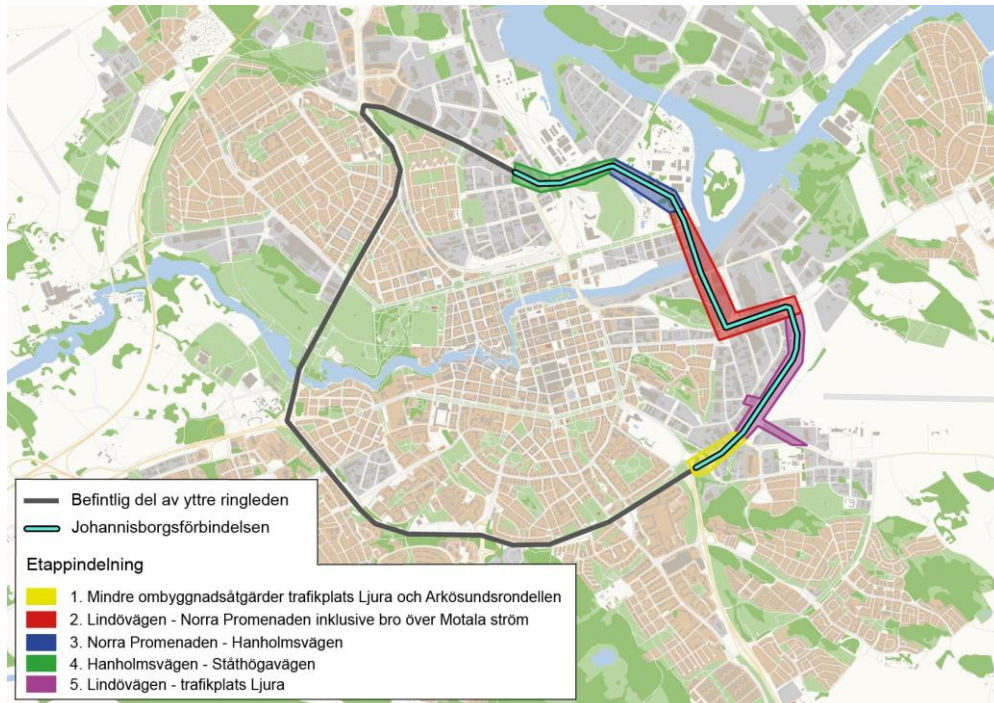 Befintlig del av yttre ringleden
Johannisborgsförbindelsen
Etappindelning
1. Mindre ombyggnadsåtgärder trafikplats Ljura och Arkösundsrondellen
2. Lindövägen - Norra Promenaden inklusive bro över Motala ström
3. Norra Promenaden - Hanholmsvägen
4. Hanholmsvägen - Ståthögavägen
5. Lindövägen - trafikplats Ljura